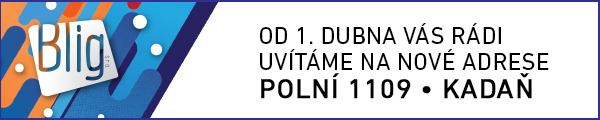 Blig
s.r.o.
OD 1. DUBNA VÁS RÁDI
UVÍTÁME NA NOVÉ ADRESE
POLNÍ 1109 • KADAŇ